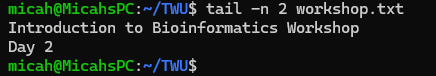 micah@MicahsPC:~/TWU$ tail -n 2 workshop.txt
Introduction to Bioinformatics Workshop
Day 2
micah@MicahsPC:~/TWU$